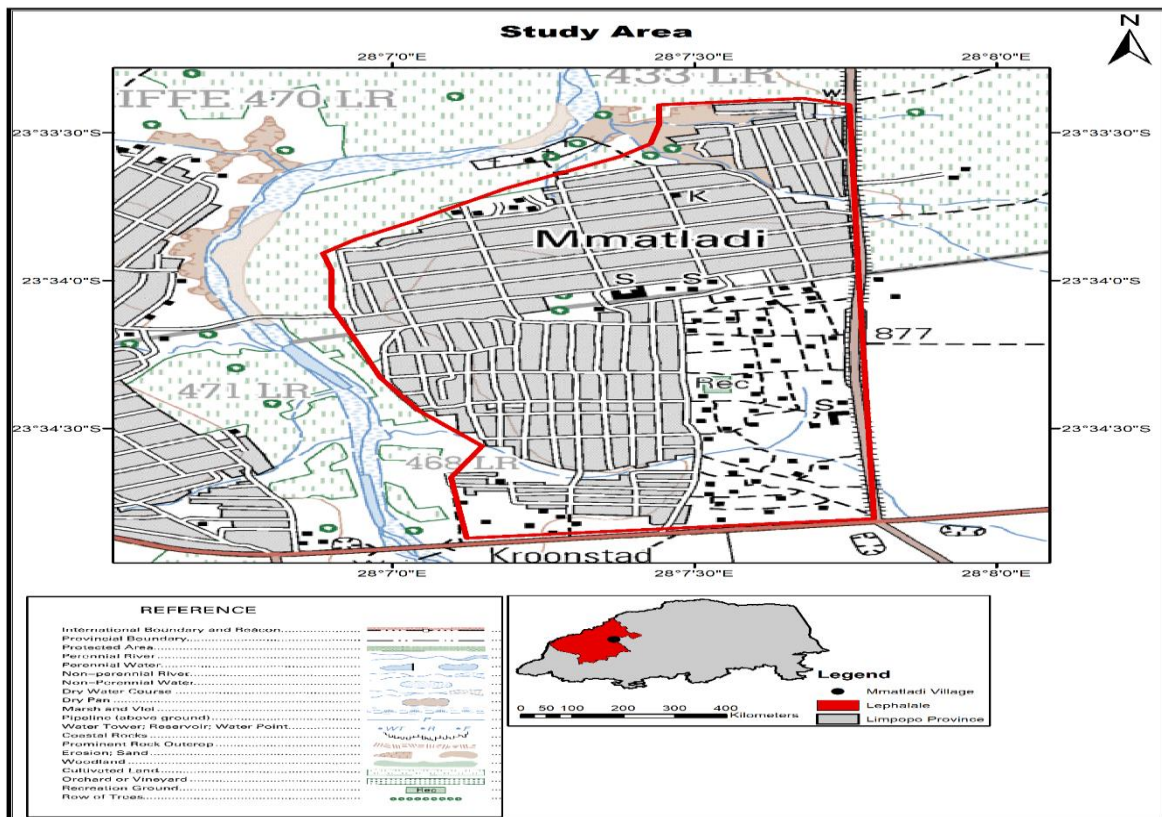 Study Area
N
28°7'0"E 28°7'30"E 28°8'0"E
433 LR
IFFE 470 LR
W
23°33'30"S 23°33'30"S
K
Mmatladi
S S
23°34'0"S 23°34'0"S
877
Rec
471 LR
S
23°34'30"S 23°34'30"S
468 LR
Kroonstad
28°7'0"E 28°7'30"E 28°8'0"E
REFERENCE
International Boundary and Beacon
Provincial Boundary
Protected Area
Perennial River
Perennial Water
Non-perennial River
Non-Perennial Water
Dry Water Course
Dry Pan
Marsh and Vlei
Pipeline (above ground) P
Water Tower; Reservoir; Water Point WT R
Coastal Rocks
Prominent Rock Outcrop
Erosion; Sand
Woodland
Cultivated Land
Orchard or Vineyard
Recreation Ground Rec
Row of Trees
Legend
Mmatladi Village
Lephalale
Limpopo Province
0 50 100 200 300 400
Kilometers